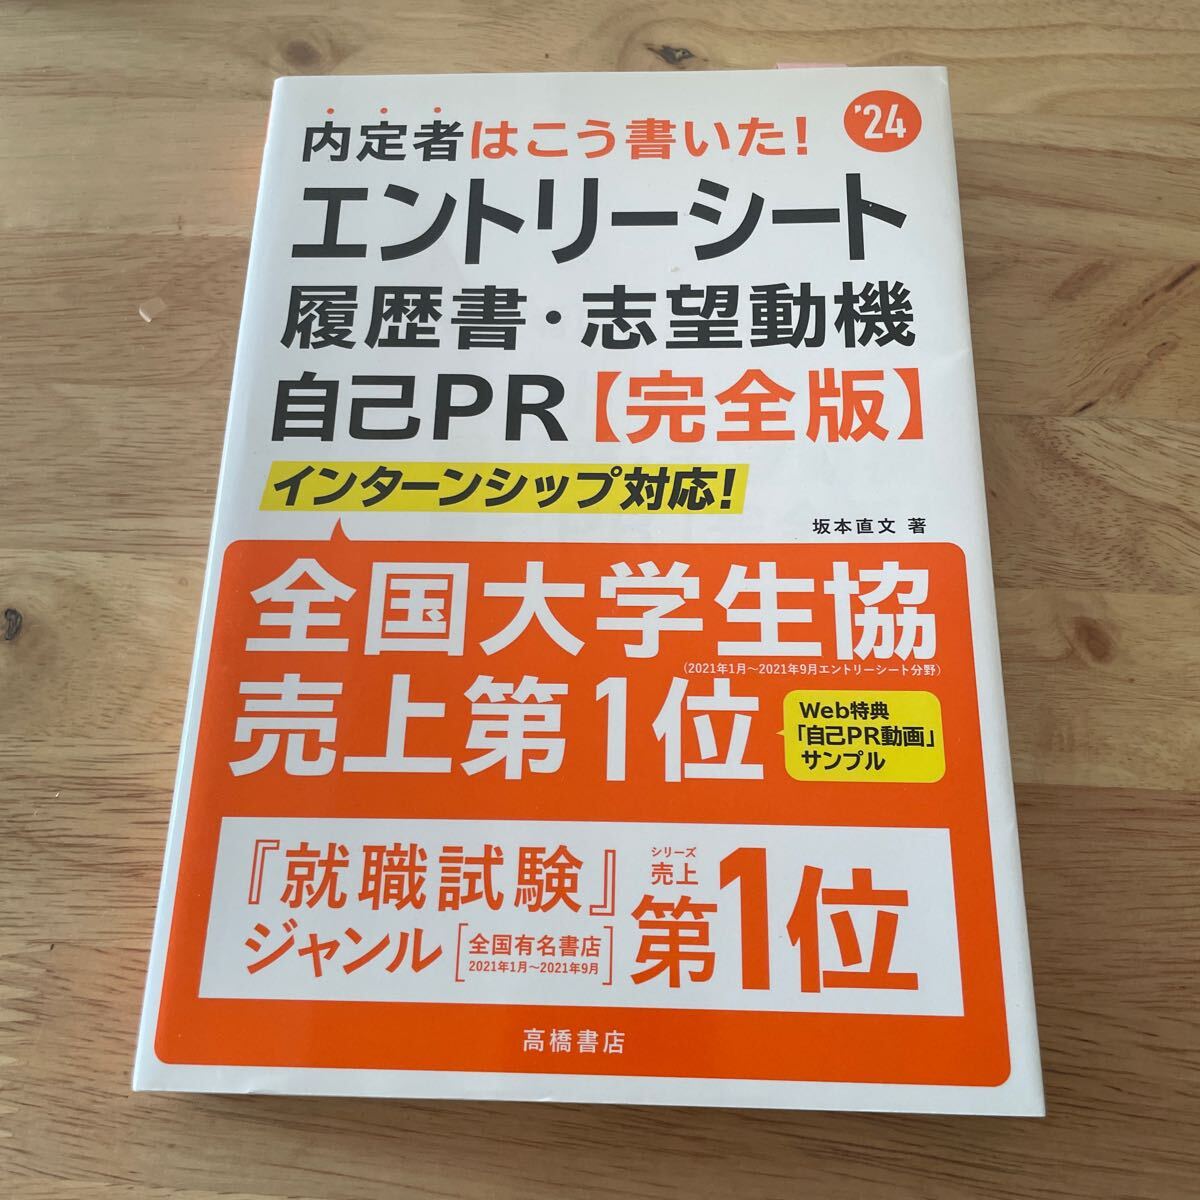 内定者はこう書いた!
'24
エントリーシート
履歴書・志望動機
自己PR【完全版】
インターンシップ対応!
坂本直文 著
全国大学生協
(2021年1月〜2021年9月エントリーシート分野)
売上第1位
Web特典
「自己PR動画」
サンプル
『就職試験』
ジャンル
全国有名書店
2021年1月〜2021年9月
シリーズ
売上
第1位
高橋書店